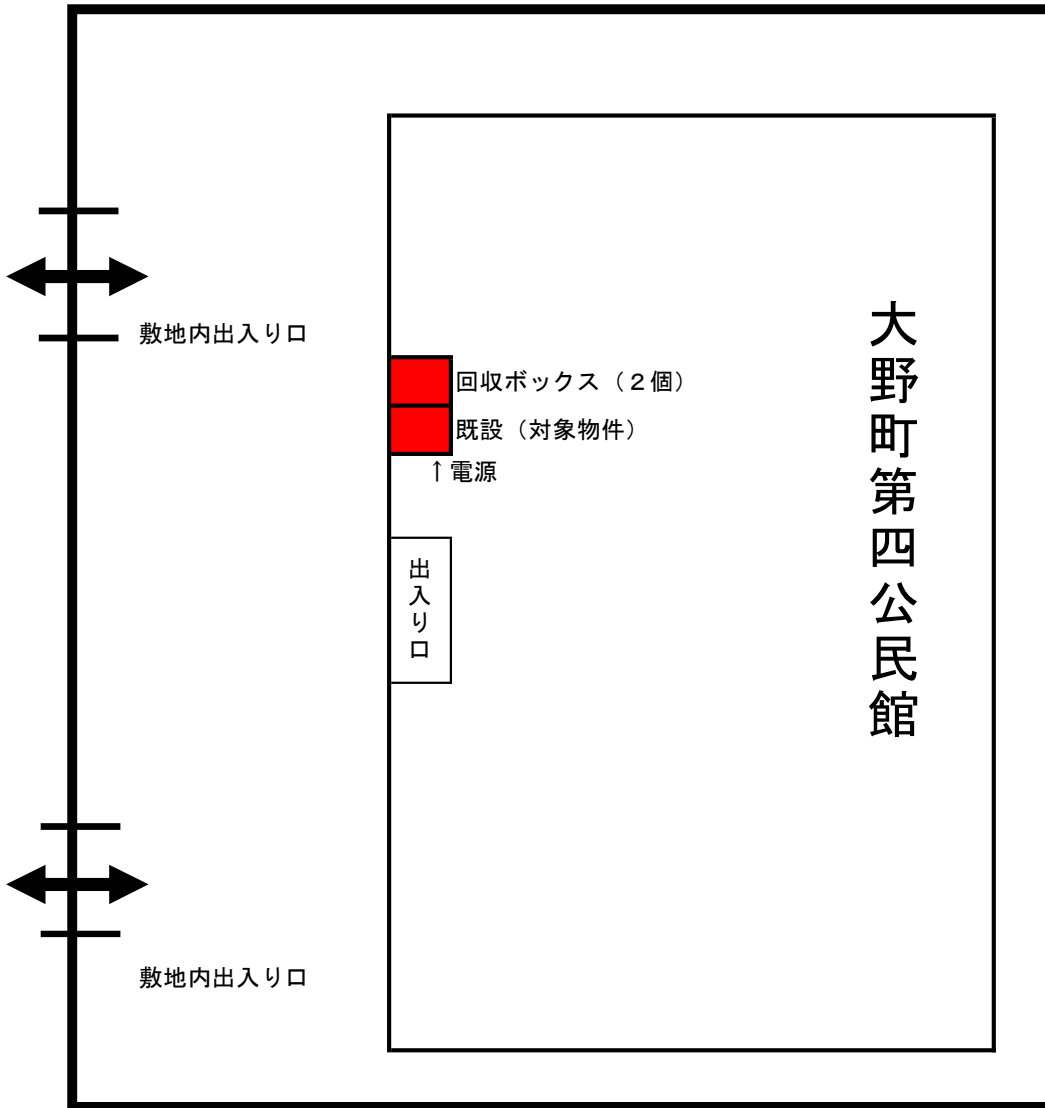 敷地内出入り口
回収ボックス（２個）
既設（対象物件）
↑電源
出入り口
大野町第四公民館
敷地内出入り口